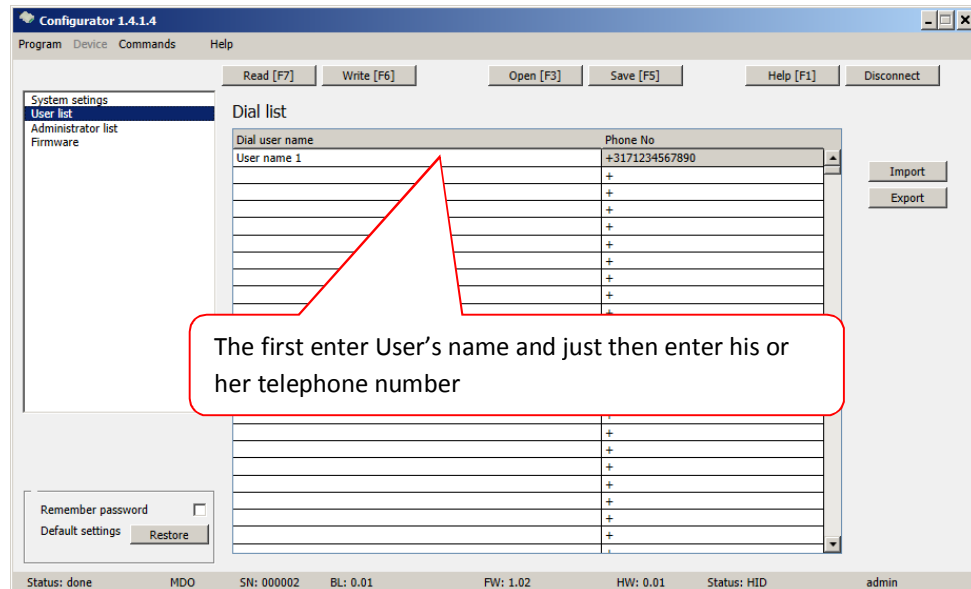 Configurator 1.4.1.4
Program Device Commands Help
Read [F7] Write [F6] Open [F3] Save [F5] Help [F1] Disconnect
System setings
User list
Administrator list
Firmware
Dial list
Dial user name Phone No
User name 1 +3171234567890
+
+
+
+
+
+
+
+
+
Import
Export
The first enter User's name and just then enter his or
her telephone number
+
+
+
+
+
+
+
+
Remember password
Default settings Restore
Status: done MDO SN: 000002 BL: 0.01 FW: 1.02 HW: 0.01 Status: HID admin